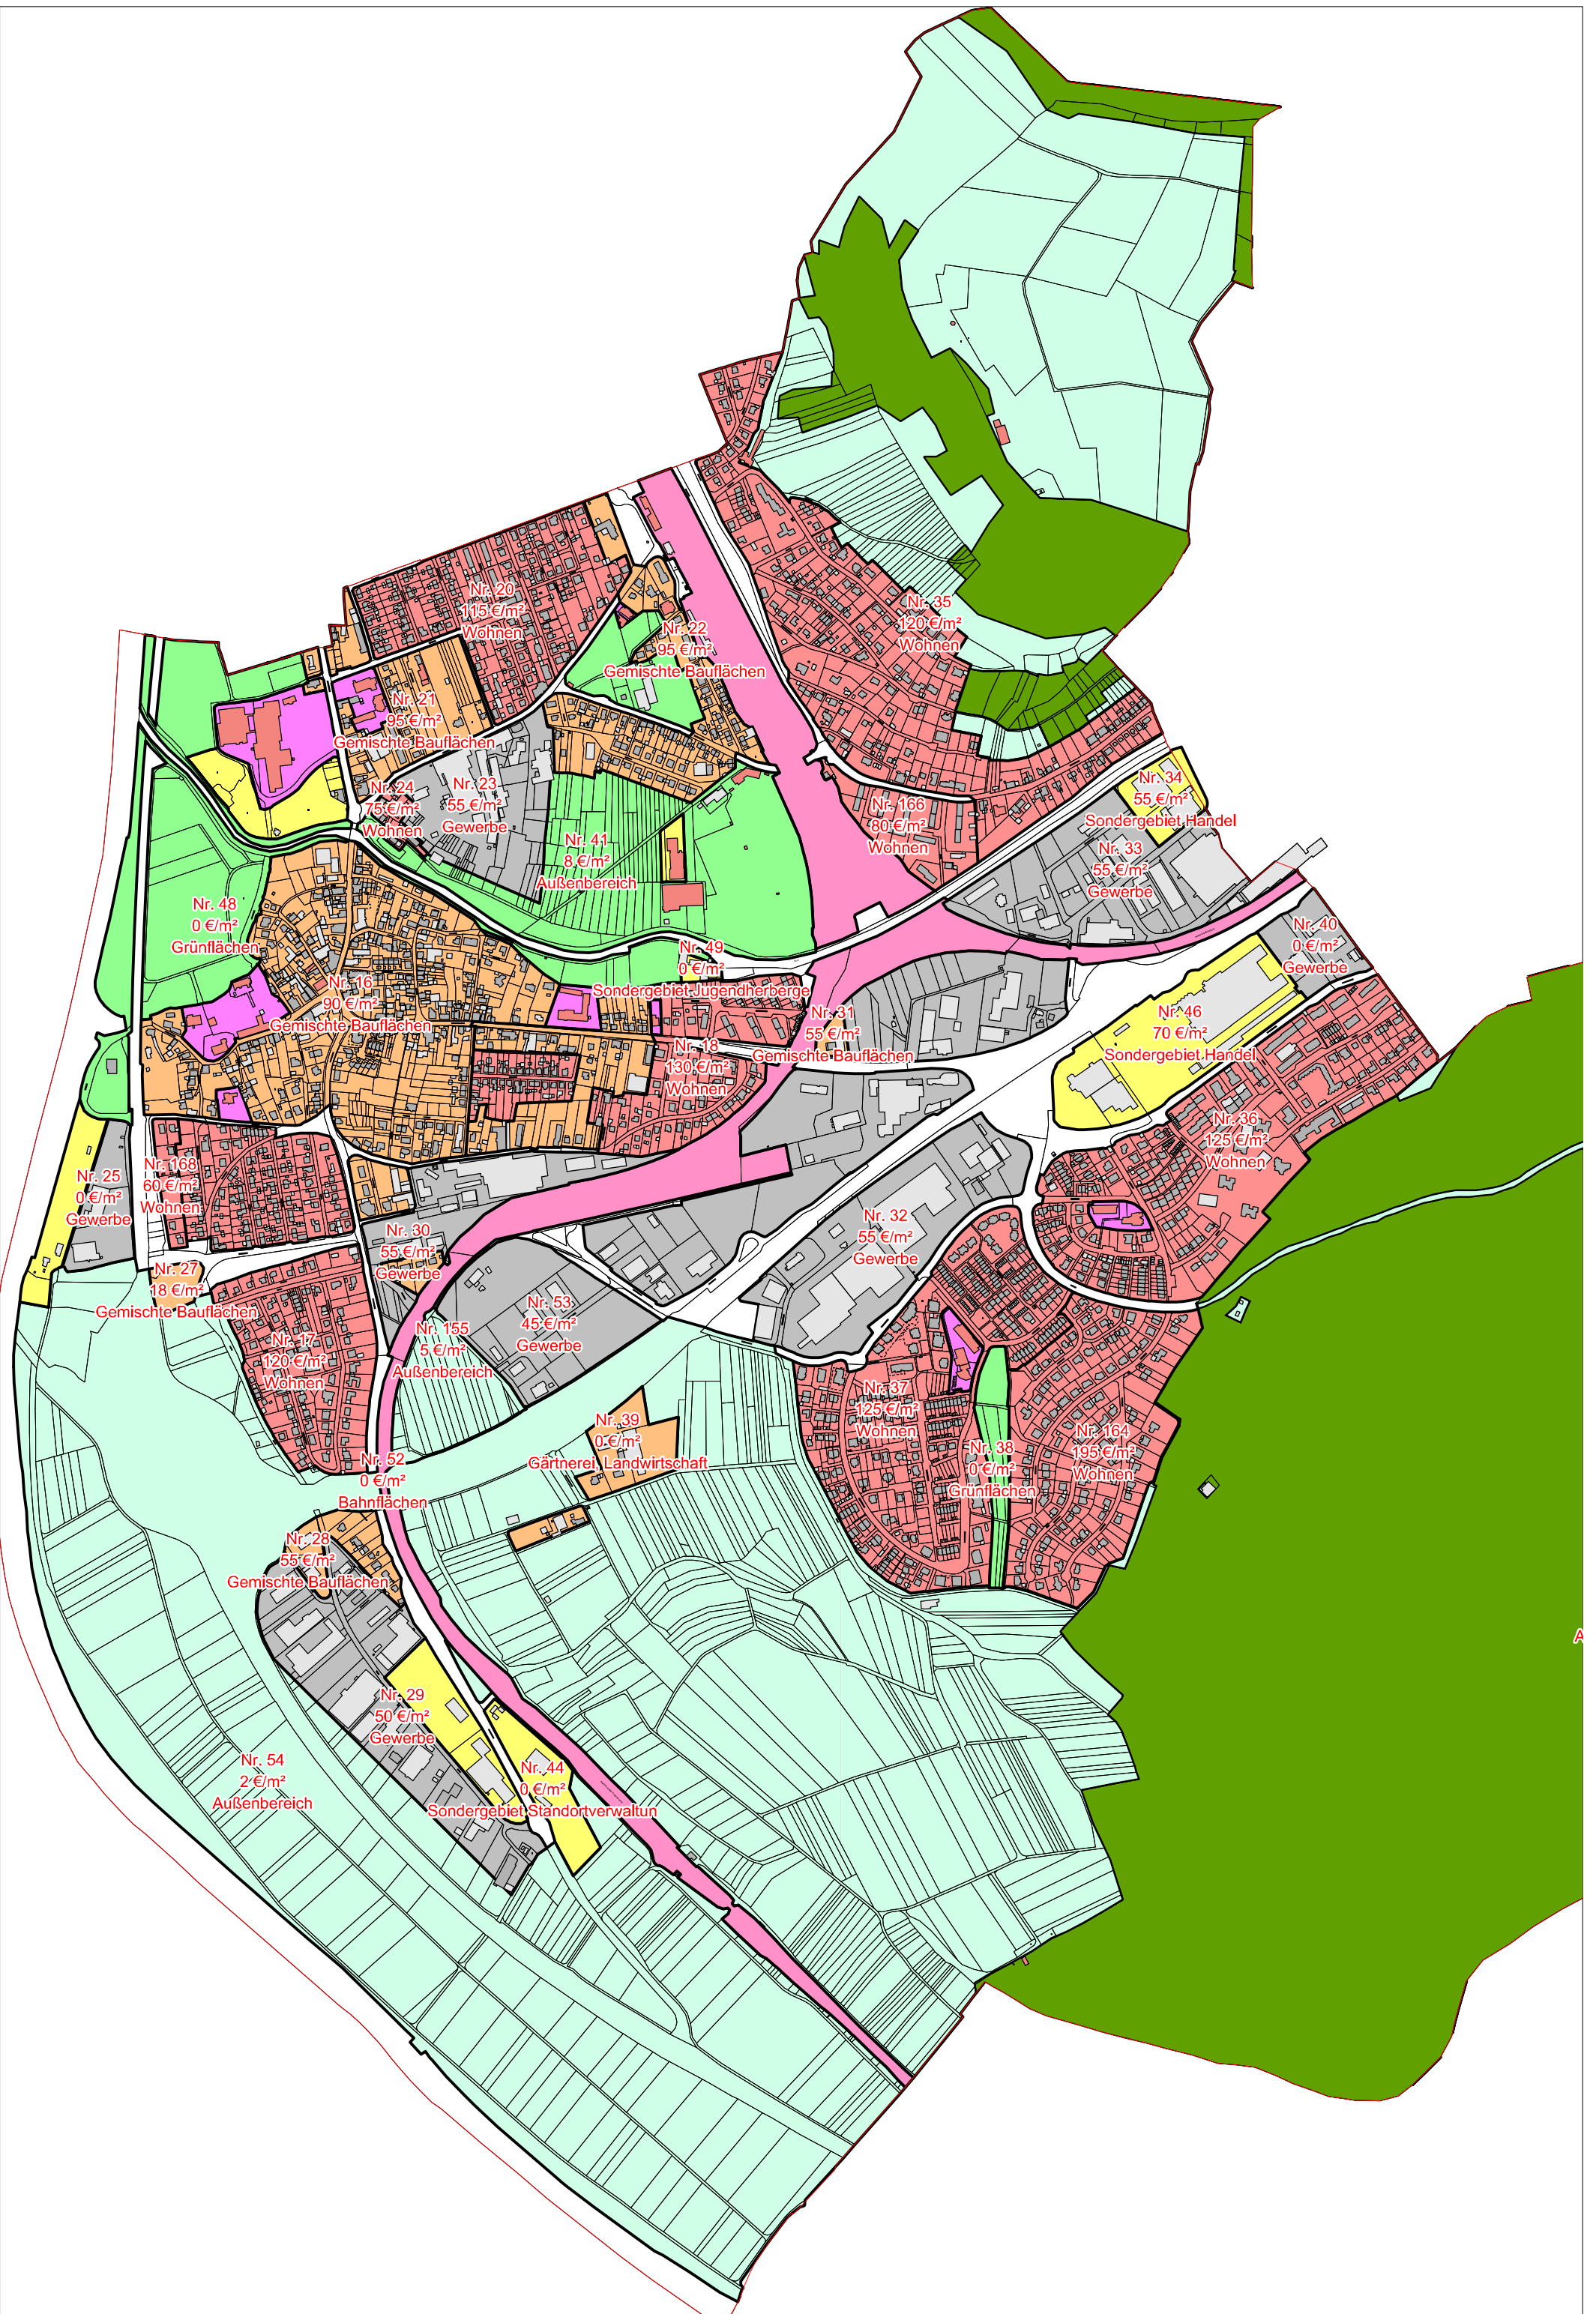 Nr. 20
115 €/m²
Wohnen
Nr. 35
120 €/m²
Wohnen
Nr. 22
95 €/m²
Gemischte Bauflächen
Nr. 21
95 €/m²
Gemischte Bauflächen
Nr. 24
75 €/m²
Wohnen
Nr. 23
55 €/m²
Gewerbe
Nr. 34
55 €/m²
Sondergebiet Handel
Nr. 166
80 €/m²
Wohnen
Nr. 41
8 €/m²
Außenbereich
Nr. 33
55 €/m²
Gewerbe
Nr. 48
0 €/m²
Grünflächen
Nr. 40
0 €/m²
Gewerbe
Nr. 49
0 €/m²
Sondergebiet Jugendherberge
Nr. 16
90 €/m²
Gemischte Bauflächen
Nr. 31
55 €/m²
Gemischte Bauflächen
Nr. 46
70 €/m²
Sondergebiet Handel
Nr. 18
130 €/m²
Wohnen
Nr. 36
125 €/m²
Wohnen
Nr. 25
0 €/m²
Gewerbe
Nr. 168
60 €/m²
Wohnen
Nr. 30
55 €/m²
Gewerbe
Nr. 32
55 €/m²
Gewerbe
Nr. 27
18 €/m²
Gemischte Bauflächen
Nr. 53
45 €/m²
Gewerbe
Nr. 155
5 €/m²
Außenbereich
Nr. 17
120 €/m²
Wohnen
Nr. 37
125 €/m²
Wohnen
Nr. 39
0 €/m²
Gärtnerei, Landwirtschaft
Nr. 164
195 €/m²
Wohnen
Nr. 38
0 €/m²
Grünflächen
Nr. 52
0 €/m²
Bahnflächen
Nr. 28
55 €/m²
Gemischte Bauflächen
A
Nr. 29
50 €/m²
Gewerbe
Nr. 54
2 €/m²
Außenbereich
Nr. 44
0 €/m²
Sondergebiet Standortverwaltun